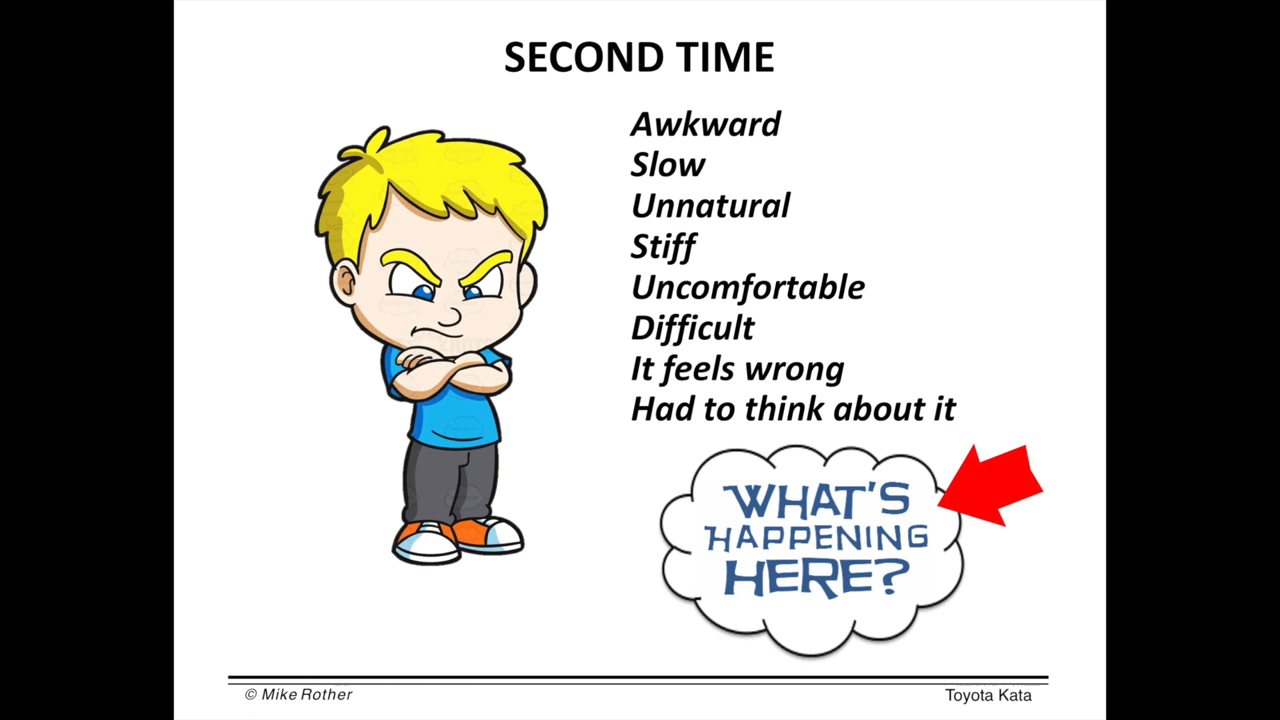 SECOND TIME
Awkward
Slow
Unnatural
Stiff
Uncomfortable
Difficult
It feels wrong
Had to think about it
WHAT'S
HAPPENING
HERE?
© Mike Rother
Toyota Kata